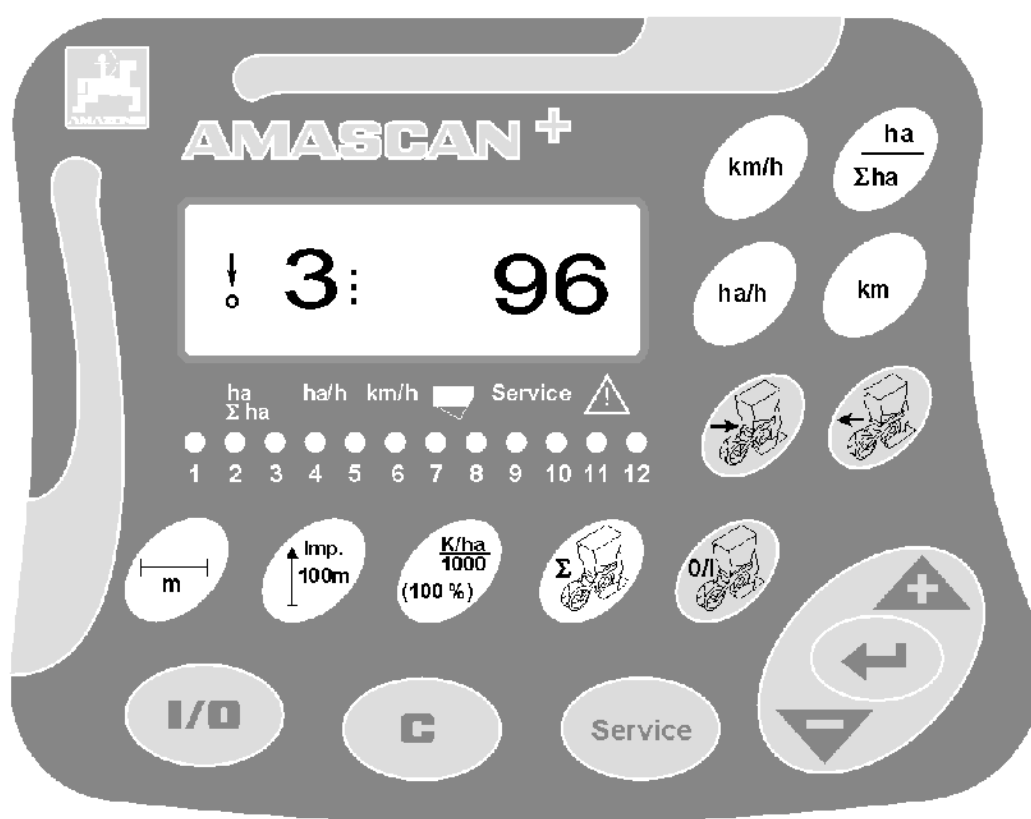 AMAZONE
AMASCAN +
km/h
ha
Σha
3: 96
ha/h
km
ha
Σ ha
ha/h km/h Service
1 2 3 4 5 6 7 8 9 10 11 12
m
Imp.
100m
K/ha
1000
(100 %)
Σ
O/I
I/O
C
Service
+
−